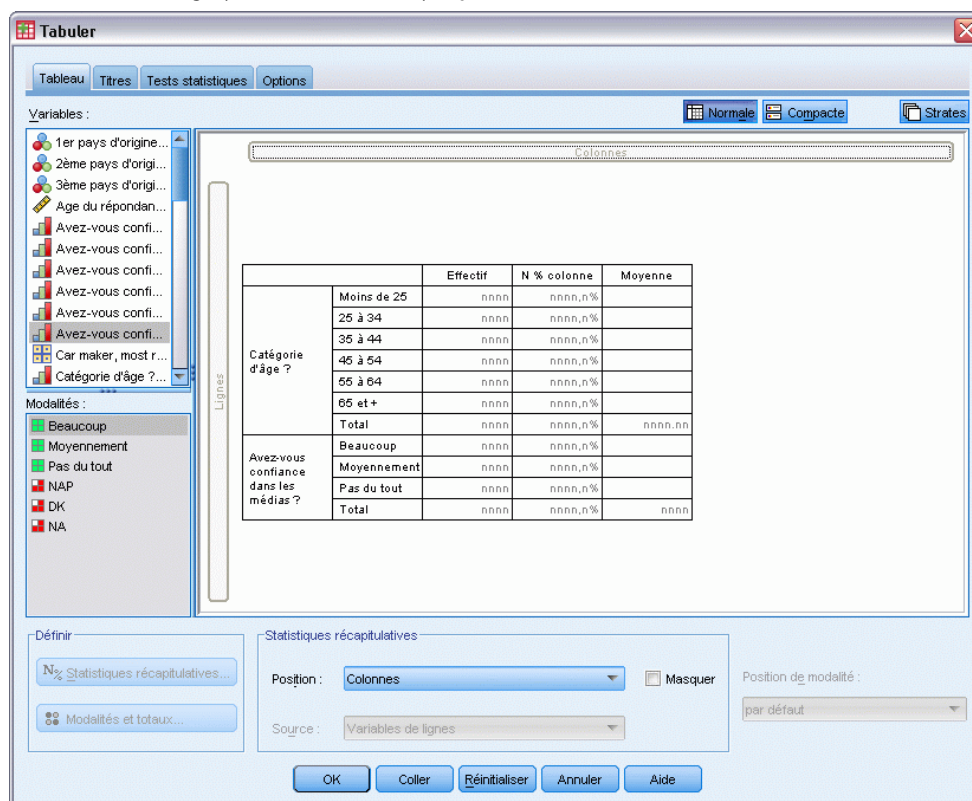 Tabuler
Tableau Titres Tests statistiques Options
Variables :
Normale Compacte Strates
1er pays d'origine...
2ème pays d'origi...
3ème pays d'origi...
Age du répondan...
Avez-vous confi...
Avez-vous confi...
Avez-vous confi...
Avez-vous confi...
Avez-vous confi...
Avez-vous confi...
Car maker, most r...
Catégorie d'âge ?...
Modalités :
Beaucoup
Moyennement
Pas du tout
NAP
DK
NA
Colonnes
Lignes
Effectif N % colonne Moyenne
Catégorie d'âge ?
Moins de 25 nnnn nnnn,n%
25 à 34 nnnn nnnn,n%
35 à 44 nnnn nnnn,n%
45 à 54 nnnn nnnn,n%
55 à 64 nnnn nnnn,n%
65 et + nnnn nnnn,n%
Total nnnn nnnn,n% nnnn.nn
Avez-vous confiance dans les médias ?
Beaucoup nnnn nnnn,n%
Moyennement nnnn nnnn,n%
Pas du tout nnnn nnnn,n%
Total nnnn nnnn,n% nnnn
Définir
N% Statistiques récapitulatives...
Modalités et totaux...
Statistiques récapitulatives
Position : Colonnes Masquer
Source : Variables de lignes
Position de modalité :
par défaut
OK Coller Réinitialiser Annuler Aide